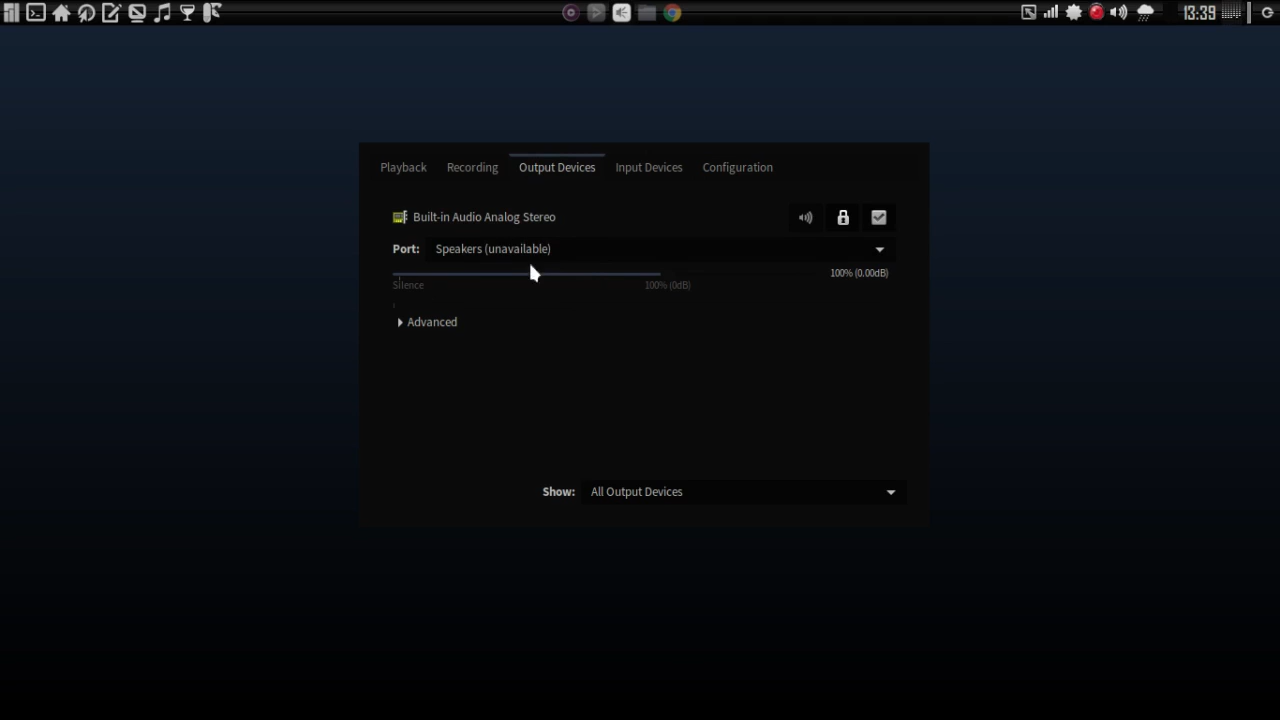 13:39
Playback Recording Output Devices Input Devices Configuration
Built-in Audio Analog Stereo
Port: Speakers (unavailable)
100% (0.00dB)
Silence 100% (0dB)
Advanced
Show: All Output Devices